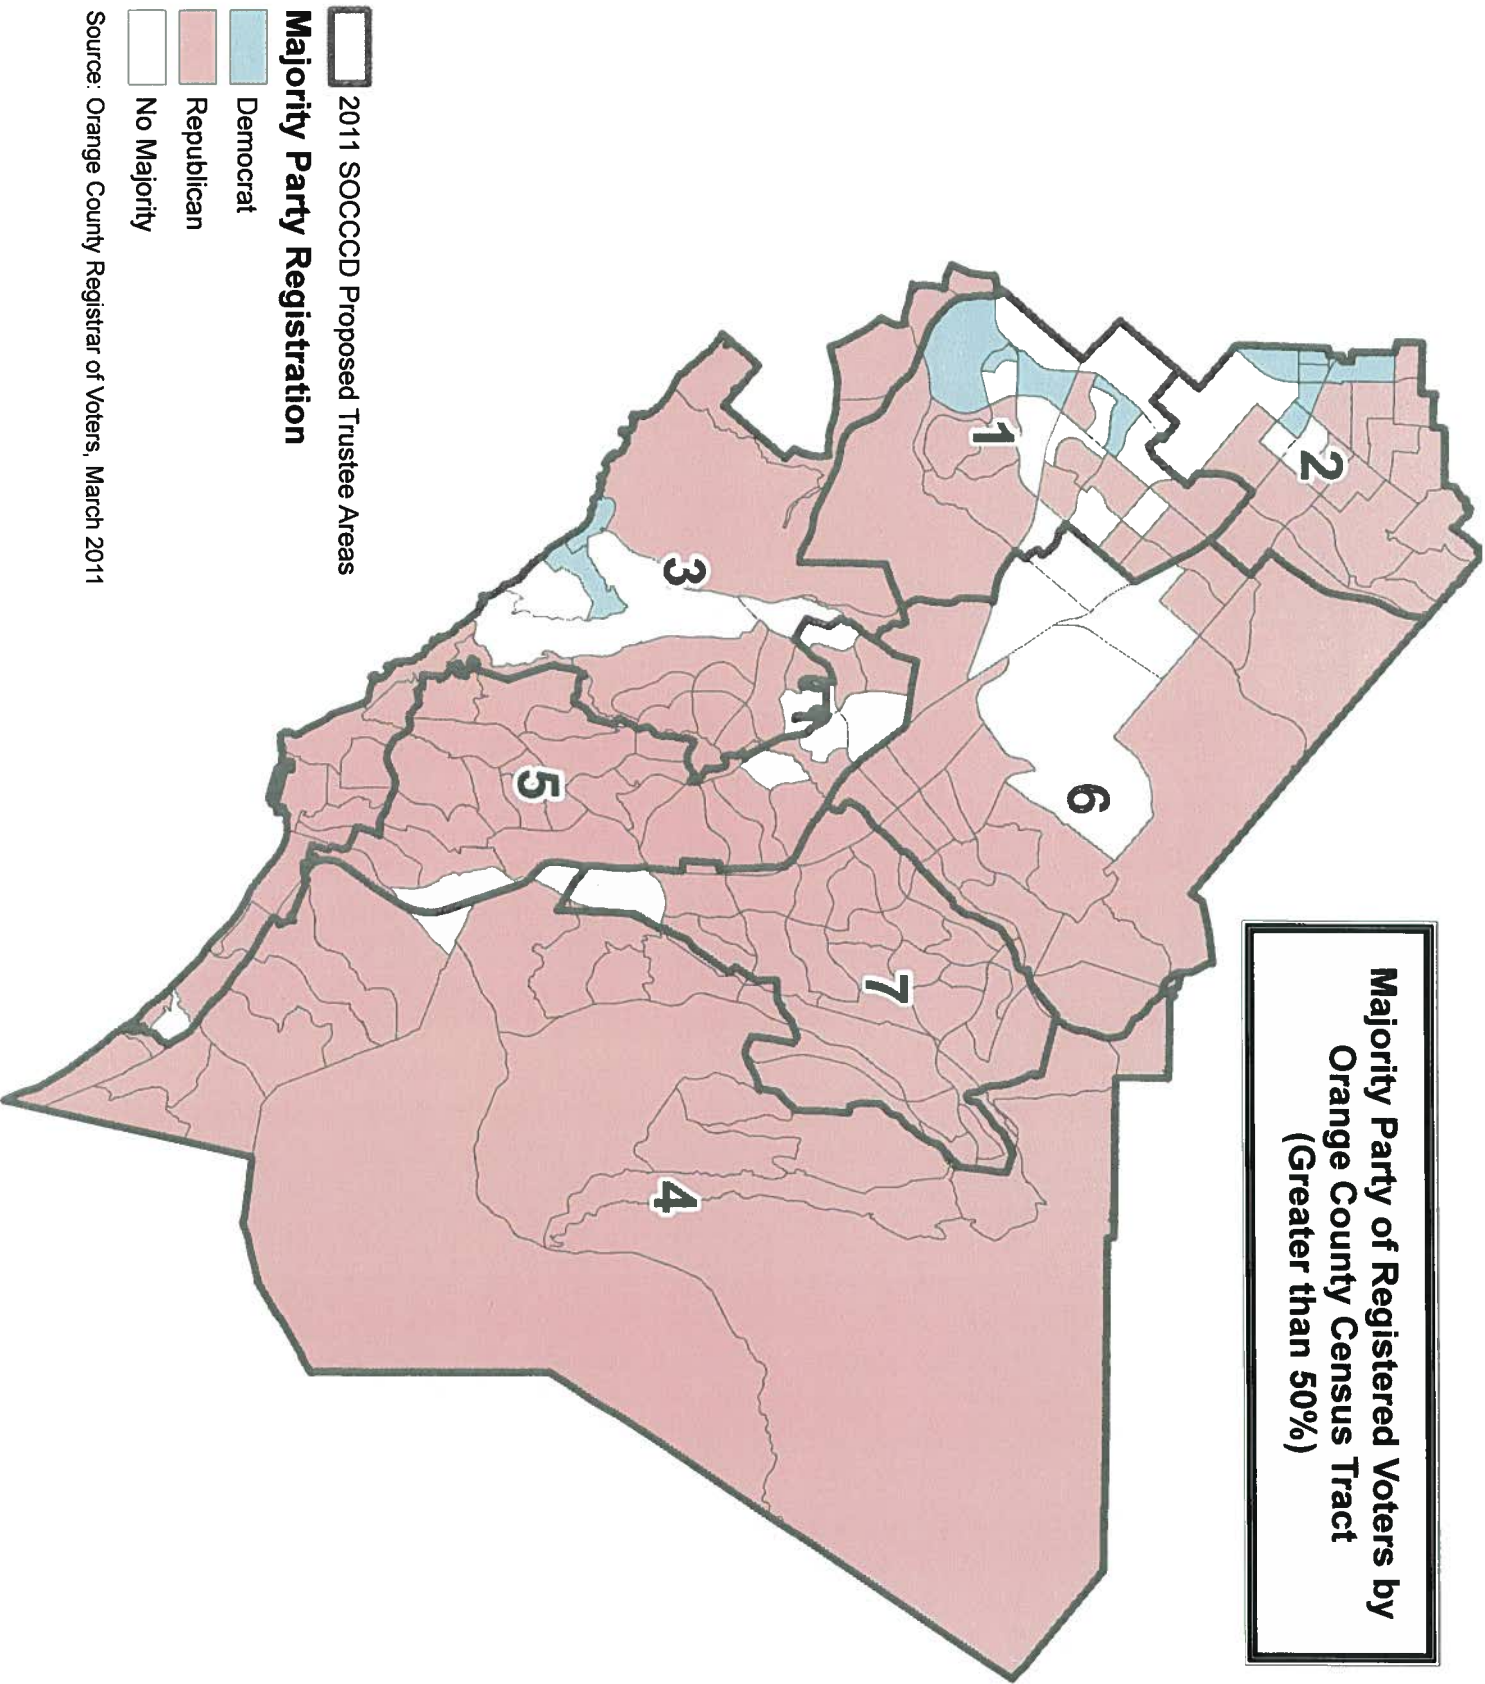 Majority Party of Registered Voters by
Orange County Census Tract
(Greater than 50%)
2
1
6
3
5
7
4
2011 SOCCCD Proposed Trustee Areas
Majority Party Registration
Democrat
Republican
No Majority
Source: Orange County Registrar of Voters, March 2011